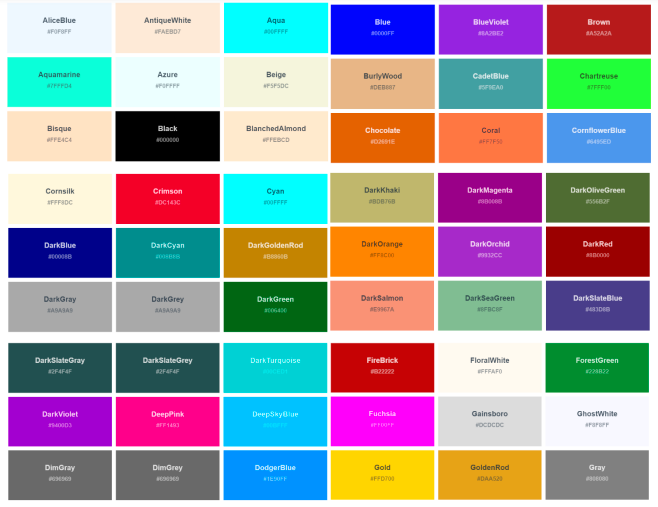 AliceBlue
#F0F8FF
AntiqueWhite
#FAEBD7
Aqua
#00FFFF
Blue
#0000FF
BlueViolet
#8A2BE2
Brown
#A52A2A
Aquamarine
#7FFFD4
Azure
#F0FFFF
Beige
#F5F5DC
BurlyWood
#DEB887
CadetBlue
#5F9EA0
Chartreuse
#7FFF00
Bisque
#FFE4C4
Black
#000000
BlanchedAlmond
#FFEBCD
Chocolate
#D2691E
Coral
#FF7F50
CornflowerBlue
#6495ED
Cornsilk
#FFF8DC
Crimson
#DC143C
Cyan
#00FFFF
DarkKhaki
#BDB76B
DarkMagenta
#8B008B
DarkOliveGreen
#556B2F
DarkBlue
#00008B
DarkCyan
#008B8B
DarkGoldenRod
#B8860B
DarkOrange
#FF8C00
DarkOrchid
#9932CC
DarkRed
#8B0000
DarkGray
#A9A9A9
DarkGrey
#A9A9A9
DarkGreen
#006400
DarkSalmon
#E9967A
DarkSeaGreen
#8FBC8F
DarkSlateBlue
#483D8B
DarkSlateGray
#2F4F4F
DarkSlateGrey
#2F4F4F
DarkTurquoise
FireBrick
#B22222
FloralWhite
#FFFAF0
ForestGreen
#228B22
DarkViolet
#9400D3
DeepPink
#FF1493
DeepSkyBlue
Fuchsia
#FF00FF
Gainsboro
#DCDCDC
GhostWhite
#F8F8FF
DimGray
#696969
DimGrey
#696969
DodgerBlue
#1E90FF
Gold
#FFD700
GoldenRod
#DAA520
Gray
#808080